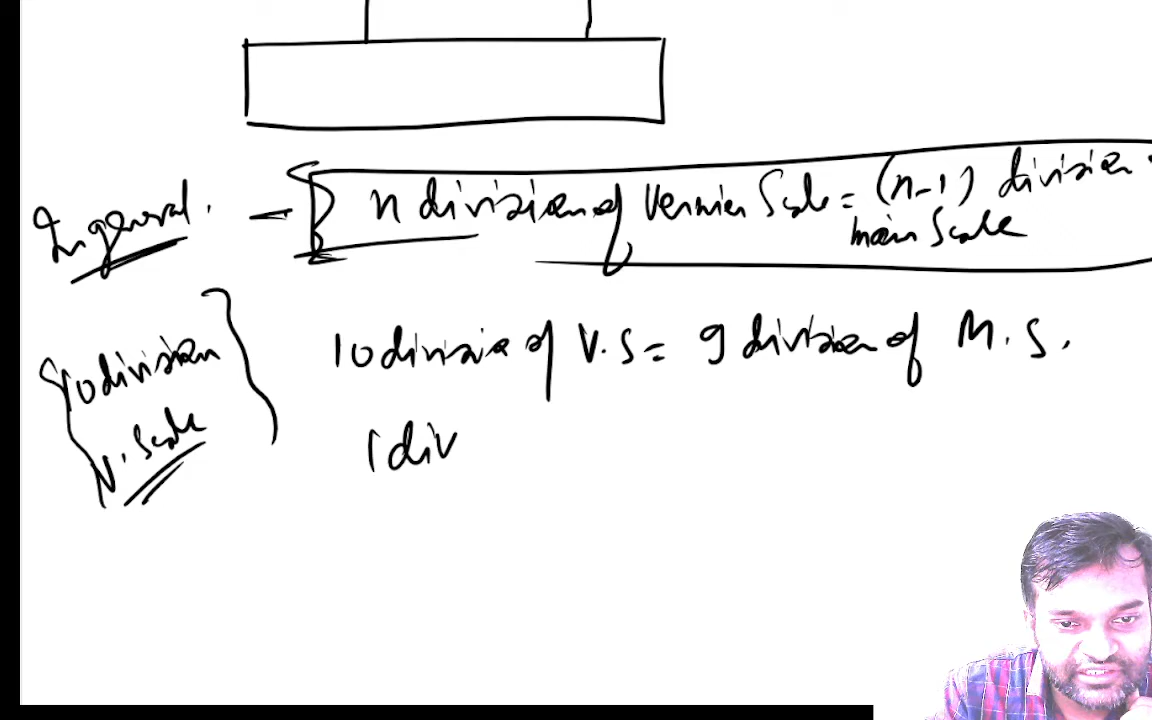 In general. - n division of Vernier Scale = (n-1) division
main Scale
10 division
V. Scale
10 division of V.S = 9 division of M.S.
1 div